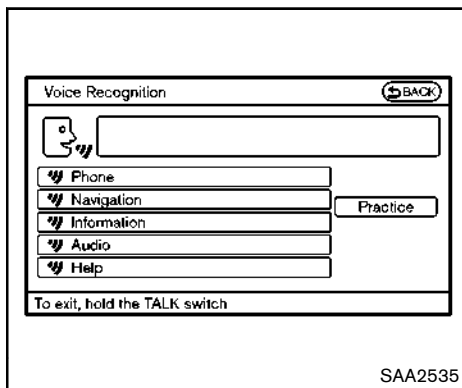 Voice Recognition
BACK
Phone
Navigation
Practice
Information
Audio
Help
To exit, hold the TALK switch
SAA2535